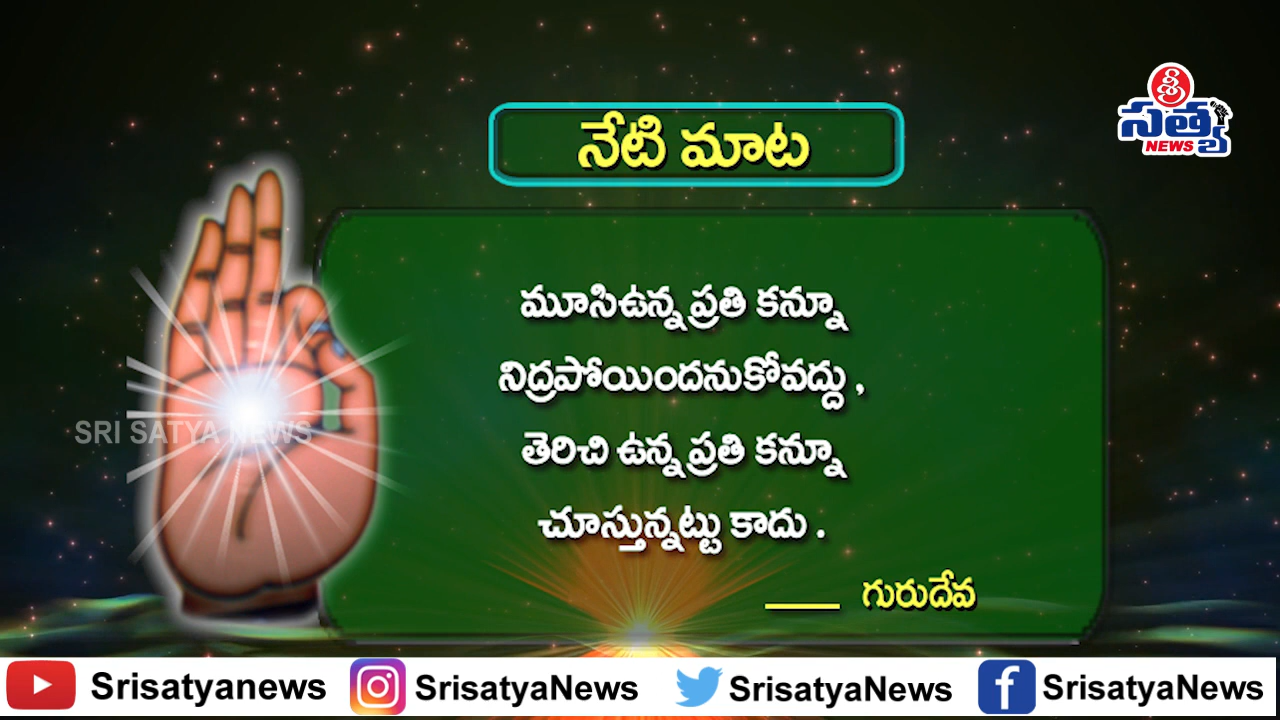 నేటి మాట
శ్రీ
సత్య
NEWS
మూసిఉన్న ప్రతి కన్నూ
నిద్రపోయిందనుకోవద్దు ,
తెరిచి ఉన్న ప్రతి కన్నూ
చూస్తున్నట్టు కాదు .
____ గురుదేవ
SRI SATYA NEWS
Srisatyanews SrisatyaNews SrisatyaNews SrisatyaNews